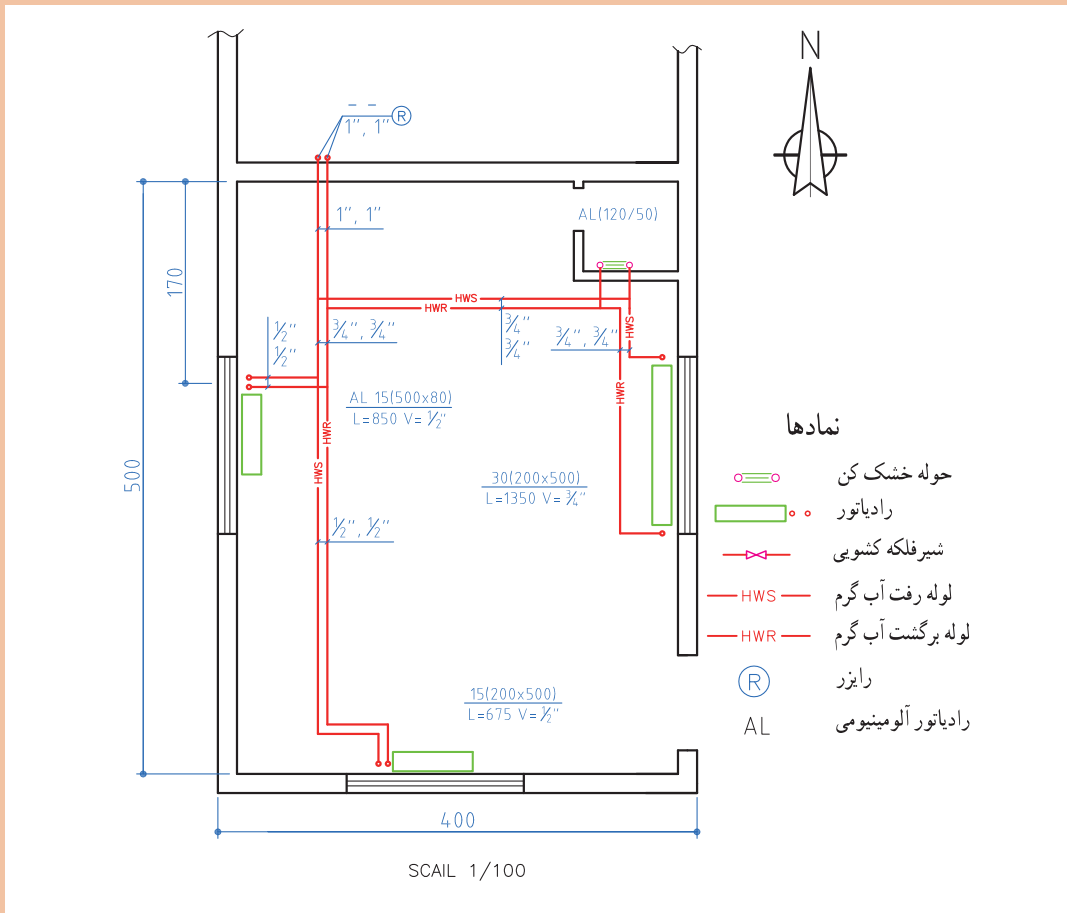 N
R
1", 1"
1", 1"
AL(120/50)
170
HWS
HWR
1/2"
1/2"
3/4", 3/4"
3/4"
3/4"
3/4", 3/4"
HWS
HWR
AL 15(500x80)
L=850 V= 1/2"
HWR
HWS
30(200x500)
L=1350 V= 3/4"
500
1/2", 1/2"
15(200x500)
L=675 V= 1/2"
400
SCAIL 1/100
نمادها
حوله خشک کن
رادیاتور
شیرفلکه کشویی
HWS لوله رفت آب گرم
HWR لوله برگشت آب گرم
R رایزر
AL رادیاتور آلومینیومی